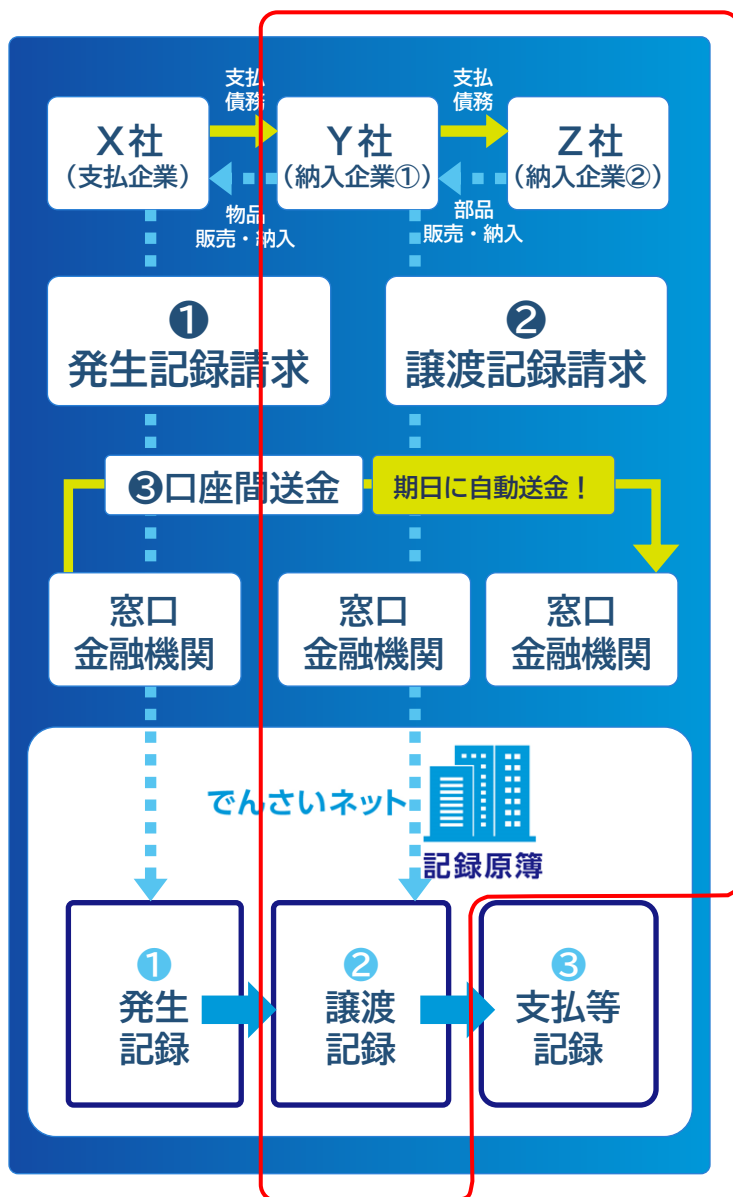 支払
債務
支払
債務
X社
(支払企業)
Y社
(納入企業①)
Z社
(納入企業②)
物品
販売・納入
部品
販売・納入
❶
発生記録請求
❷
譲渡記録請求
❸口座間送金
期日に自動送金！
窓口
金融機関
窓口
金融機関
窓口
金融機関
でんさいネット
記録原簿
❶
発生
記録
❷
譲渡
記録
❸
支払等
記録